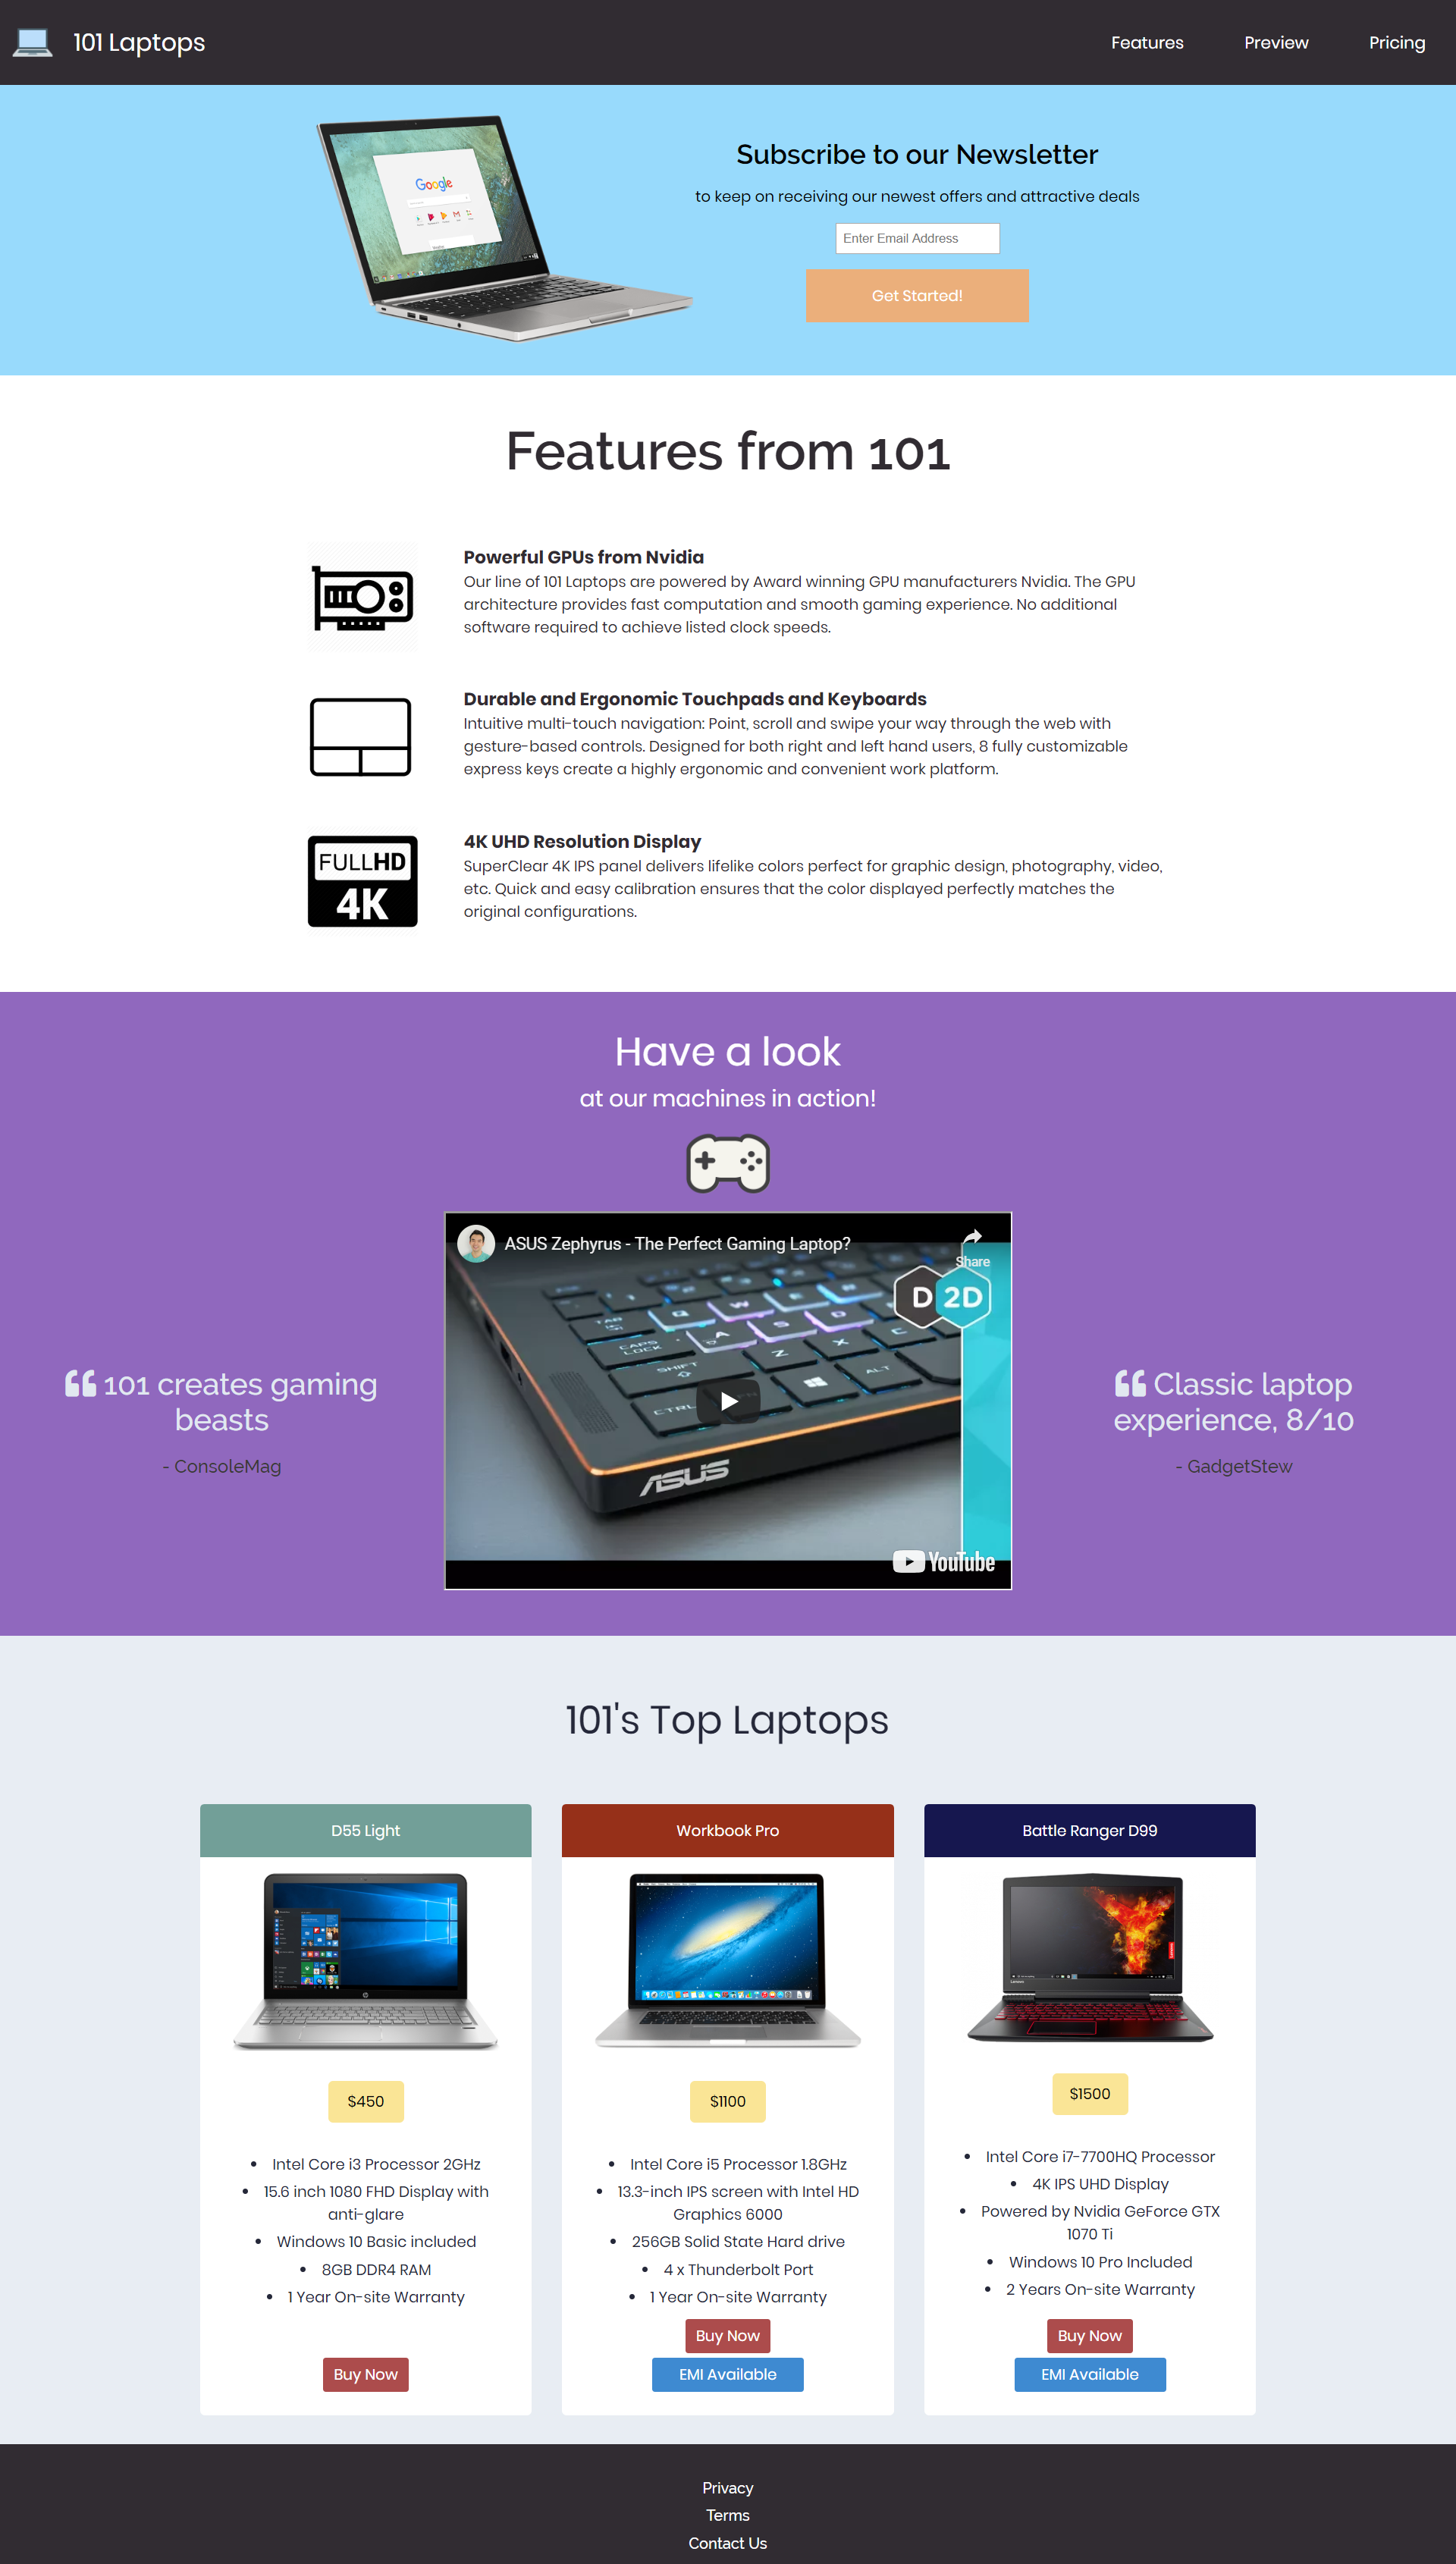 101 Laptops
Features
Preview
Pricing
Google
Subscribe to our Newsletter
to keep on receiving our newest offers and attractive deals
Enter Email Address
Get Started!
Features from 101
Powerful GPUs from Nvidia
Our line of 101 Laptops are powered by Award winning GPU manufacturers Nvidia. The GPU
architecture provides fast computation and smooth gaming experience. No additional
software required to achieve listed clock speeds.
Durable and Ergonomic Touchpads and Keyboards
Intuitive multi-touch navigation: Point, scroll and swipe your way through the web with
gesture-based controls. Designed for both right and left hand users, 8 fully customizable
express keys create a highly ergonomic and convenient work platform.
FULLHD
4K
4K UHD Resolution Display
SuperClear 4K IPS panel delivers lifelike colors perfect for graphic design, photography, video,
etc. Quick and easy calibration ensures that the color displayed perfectly matches the
original configurations.
Have a look
at our machines in action!
ASUS Zephyrus - The Perfect Gaming Laptop?
Share
D 2D
TAB
Q W E R
CAPS LOCK
A S D
SHIFT
Z X C
CTRL
ALT
ASUS
YouTube
❝ 101 creates gaming
beasts
- ConsoleMag
❝ Classic laptop
experience, 8/10
- GadgetStew
101's Top Laptops
D55 Light
$450
• Intel Core i3 Processor 2GHz
• 15.6 inch 1080 FHD Display with
anti-glare
• Windows 10 Basic included
• 8GB DDR4 RAM
• 1 Year On-site Warranty
Buy Now
Workbook Pro
$1100
• Intel Core i5 Processor 1.8GHz
• 13.3-inch IPS screen with Intel HD
Graphics 6000
• 256GB Solid State Hard drive
• 4 x Thunderbolt Port
• 1 Year On-site Warranty
Buy Now
EMI Available
Battle Ranger D99
$1500
• Intel Core i7-7700HQ Processor
• 4K IPS UHD Display
• Powered by Nvidia GeForce GTX
1070 Ti
• Windows 10 Pro Included
• 2 Years On-site Warranty
Buy Now
EMI Available
Privacy
Terms
Contact Us